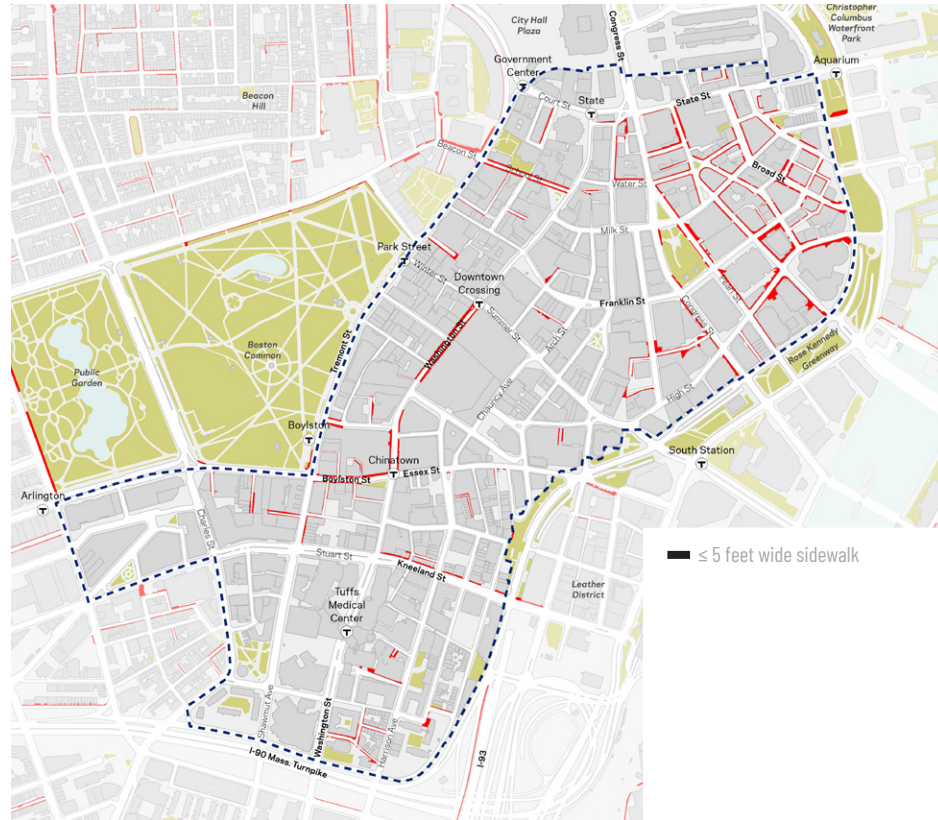 City Hall
Plaza
Congress St
Christopher
Columbus
Waterfront
Park
Government
Center
Aquarium
Beacon
Hill
Court St
State
State St
Beacon St
School St
Broad St
Water St
Park Street
Milk St
Winter St
Downtown
Crossing
Pearl St
Franklin St
Congress St
Washington St
Summer St
Arch St
Tremont St
Boston
Common
Public
Garden
Rose Kennedy
Greenway
Chauncy Ave
High St
Boylston
South Station
Chinatown
Essex St
Boylston St
Arlington
Charles St
Stuart St
Kneeland St
≤ 5 feet wide sidewalk
Leather
District
Tufts
Medical
Center
Shawmut Ave
Washington St
Harrison Ave
I-93
I-90 Mass. Turnpike